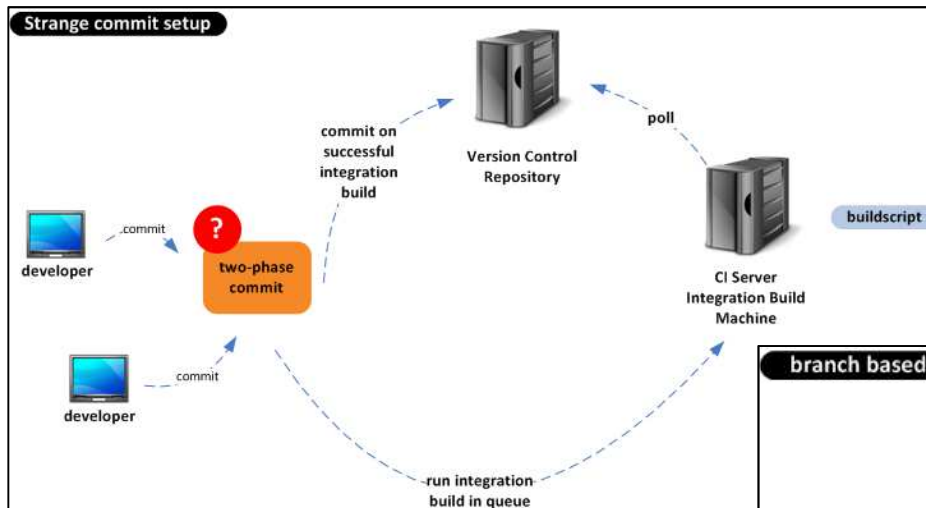 Strange commit setup
commit on
successful
integration
build
Version Control
Repository
poll
buildscript
?
commit
developer
two-phase
commit
CI Server
Integration Build
Machine
commit
developer
branch based
run integration
build in queue